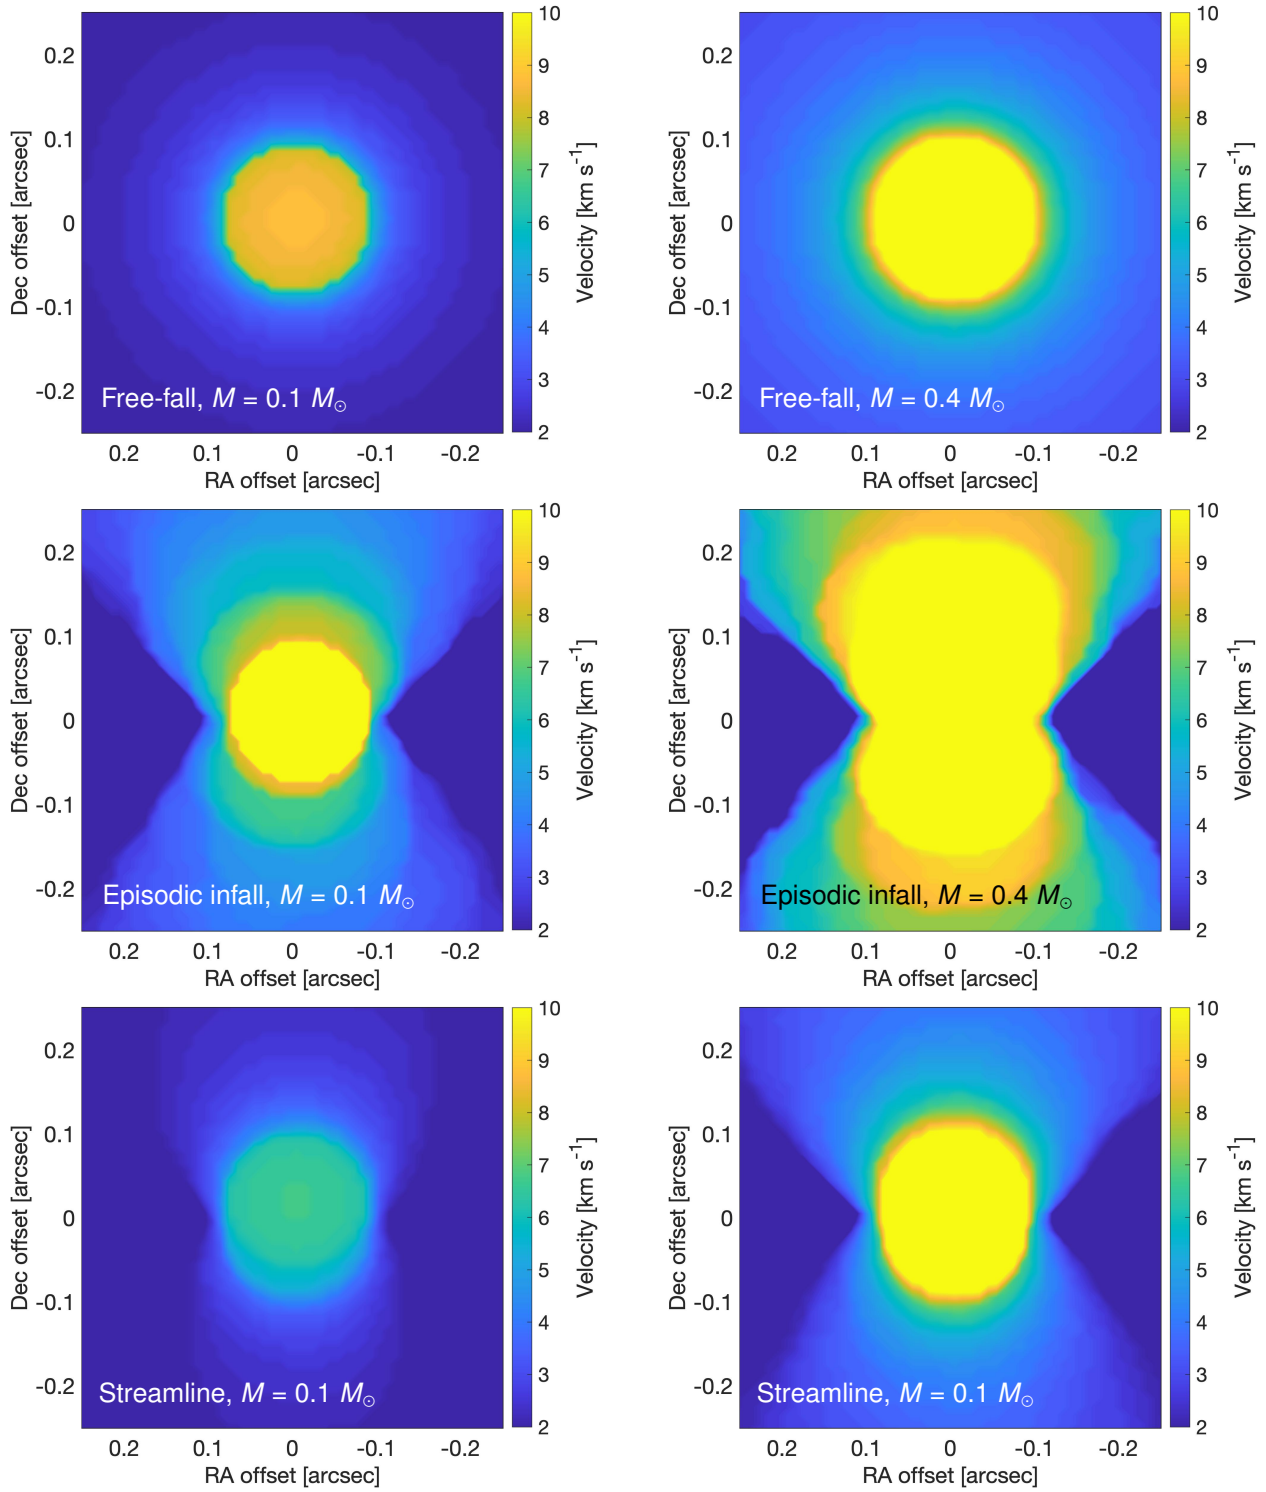 0.2
0.1
0
-0.1
-0.2
Dec offset [arcsec]
0.2 0.1 0 -0.1 -0.2
RA offset [arcsec]
Free-fall, M = 0.1 M☉
10
9
8
7
6
5
4
3
2
Velocity [km s-1]
0.2
0.1
0
-0.1
-0.2
Dec offset [arcsec]
0.2 0.1 0 -0.1 -0.2
RA offset [arcsec]
Free-fall, M = 0.4 M☉
10
9
8
7
6
5
4
3
2
Velocity [km s-1]
0.2
0.1
0
-0.1
-0.2
Dec offset [arcsec]
0.2 0.1 0 -0.1 -0.2
RA offset [arcsec]
Episodic infall, M = 0.1 M☉
10
9
8
7
6
5
4
3
2
Velocity [km s-1]
0.2
0.1
0
-0.1
-0.2
Dec offset [arcsec]
0.2 0.1 0 -0.1 -0.2
RA offset [arcsec]
Episodic infall, M = 0.4 M☉
10
9
8
7
6
5
4
3
2
Velocity [km s-1]
0.2
0.1
0
-0.1
-0.2
Dec offset [arcsec]
0.2 0.1 0 -0.1 -0.2
RA offset [arcsec]
Streamline, M = 0.1 M☉
10
9
8
7
6
5
4
3
2
Velocity [km s-1]
0.2
0.1
0
-0.1
-0.2
Dec offset [arcsec]
0.2 0.1 0 -0.1 -0.2
RA offset [arcsec]
Streamline, M = 0.1 M☉
10
9
8
7
6
5
4
3
2
Velocity [km s-1]